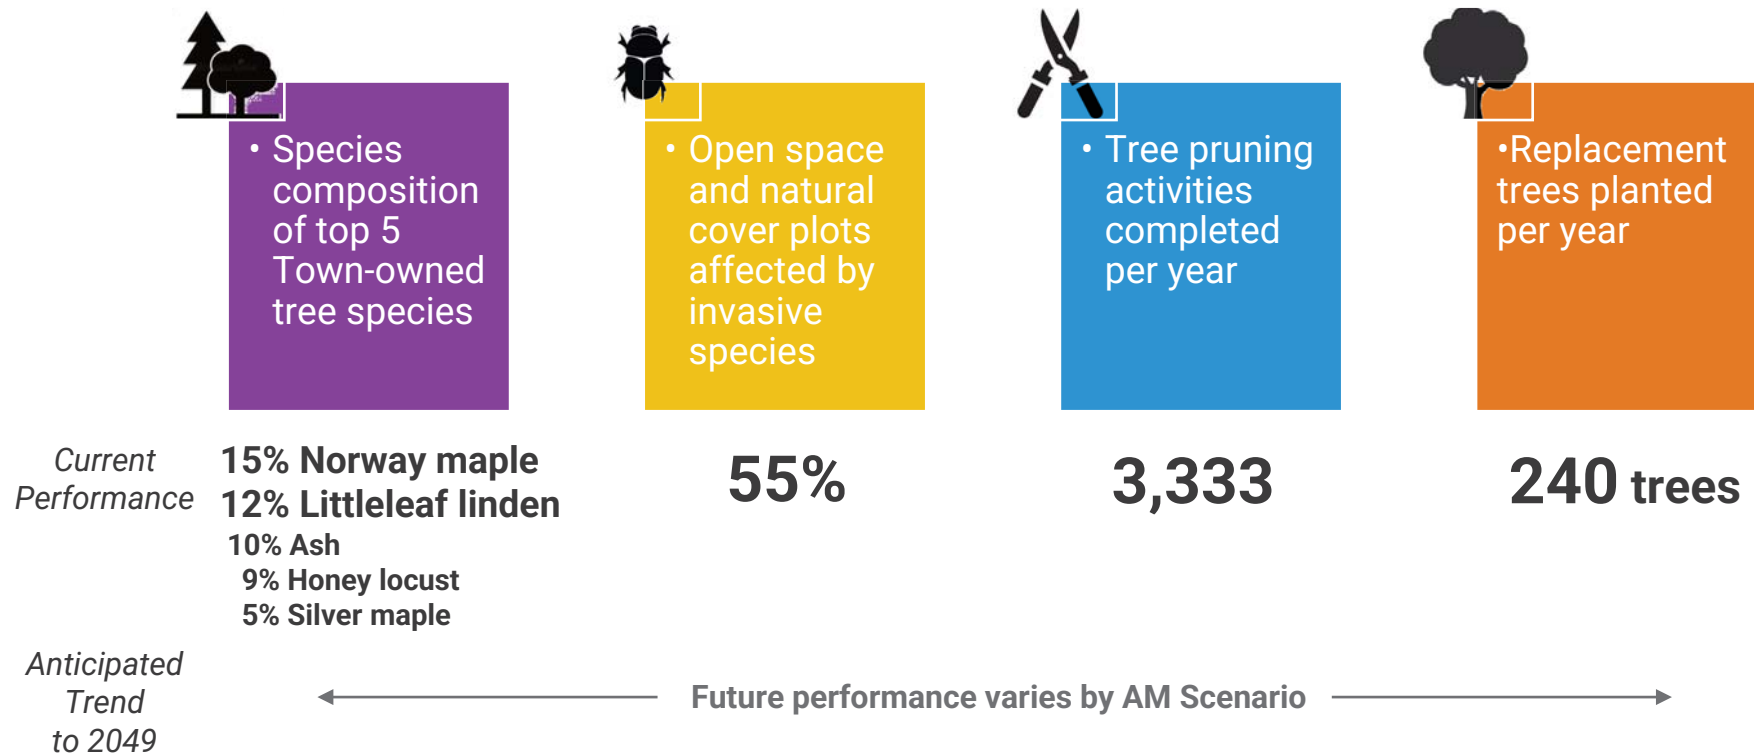 • Species
composition
of top 5
Town-owned
tree species
• Open space
and natural
cover plots
affected by
invasive
species
• Tree pruning
activities
completed
per year
•Replacement
trees planted
per year
Current
Performance
15% Norway maple
12% Littleleaf linden
10% Ash
9% Honey locust
5% Silver maple
55%
3,333
240 trees
Anticipated
Trend
to 2049
Future performance varies by AM Scenario